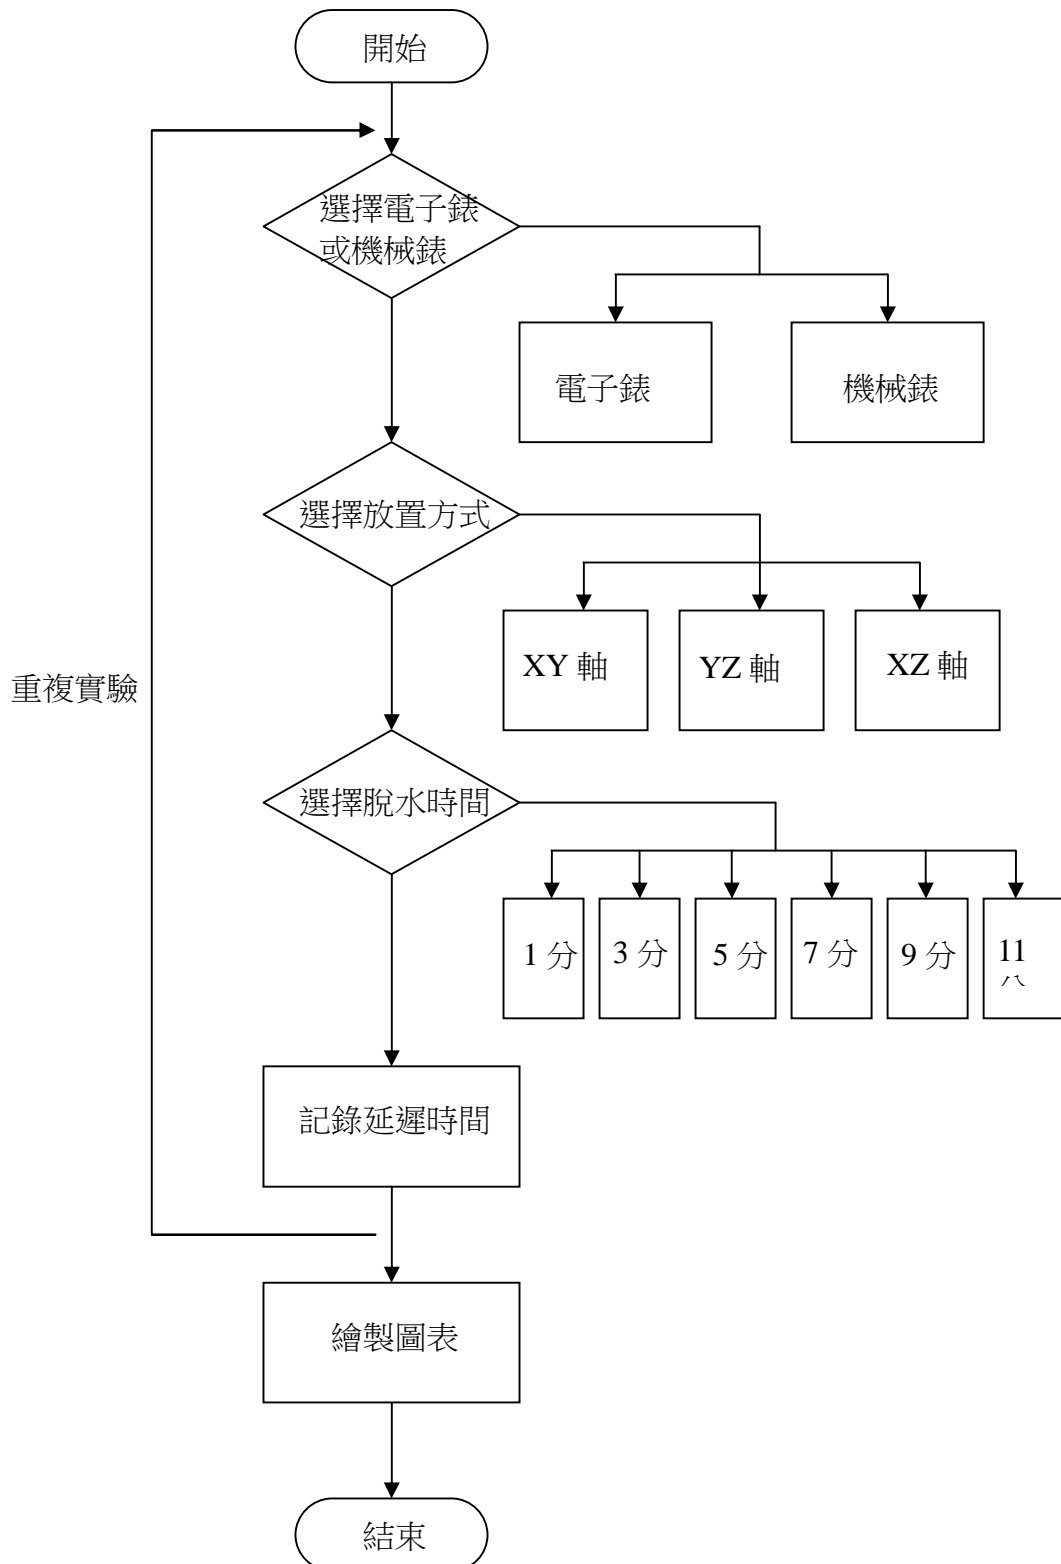 開始
選擇電子錶
或機械錶
電子錶
機械錶
選擇放置方式
XY 軸
YZ 軸
XZ 軸
重複實驗
選擇脫水時間
1 分
3 分
5 分
7 分
9 分
11
記錄延遲時間
繪製圖表
結束